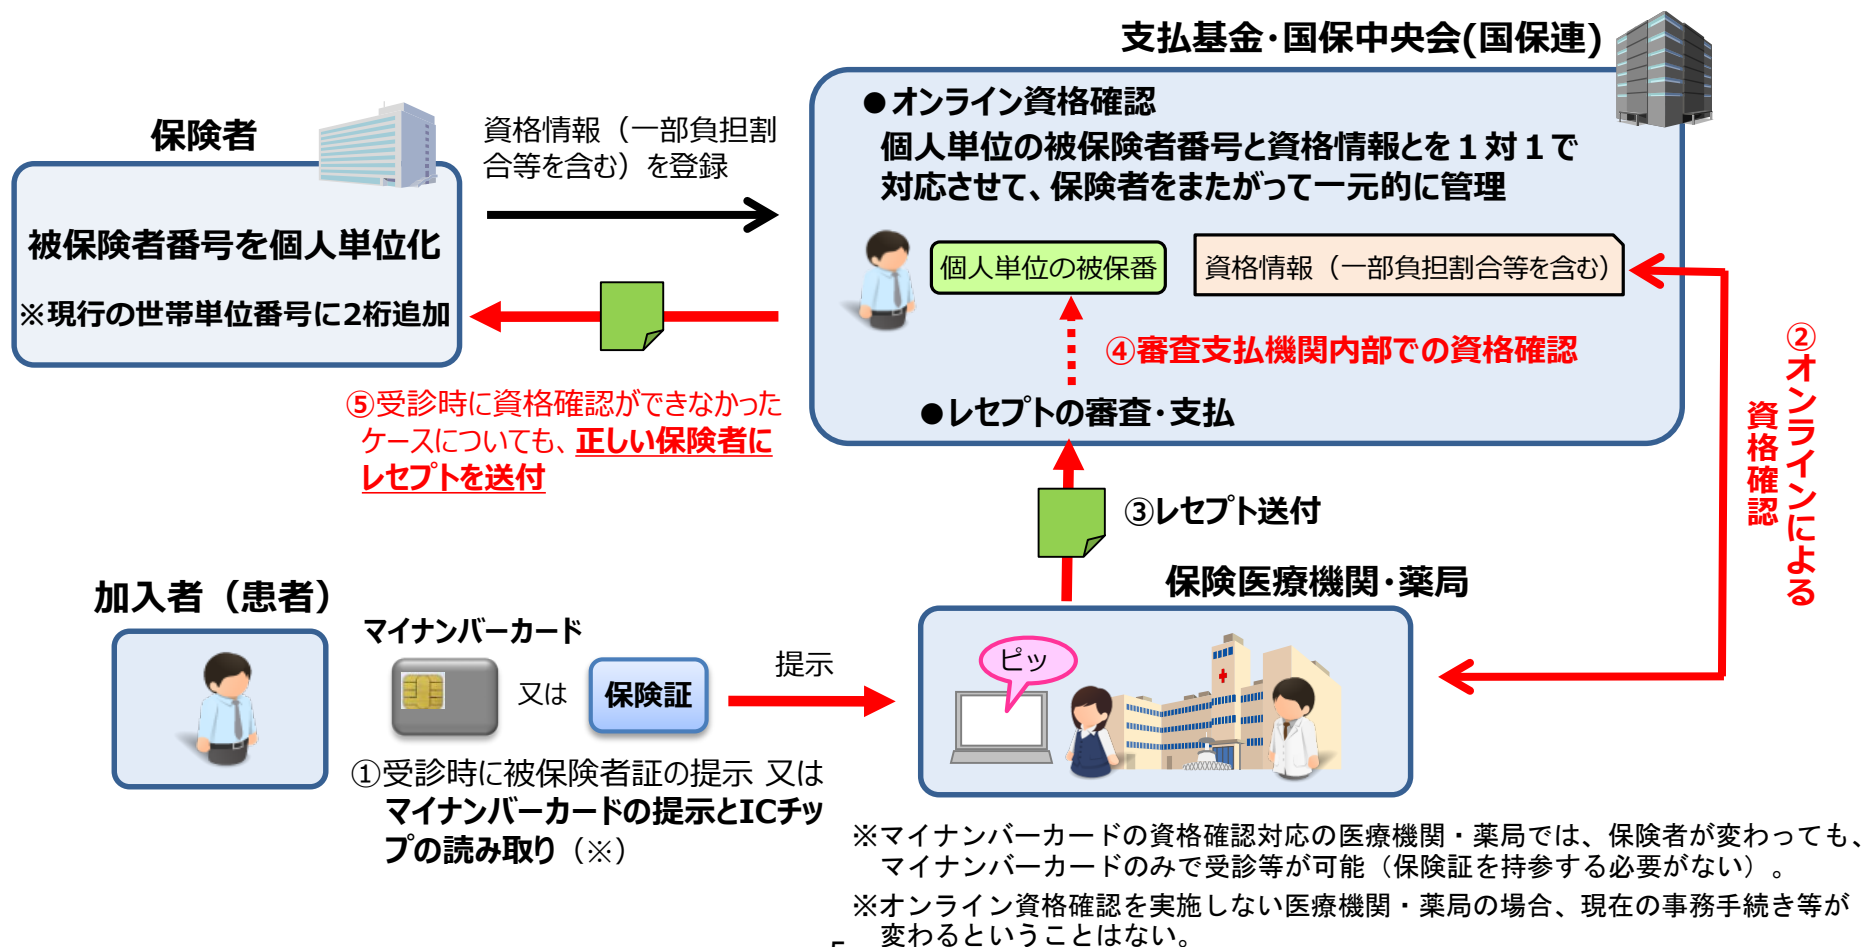 支払基金・国保中央会(国保連)
●オンライン資格確認
個人単位の被保険者番号と資格情報とを１対１で
対応させて、保険者をまたがって一元的に管理
個人単位の被保番
資格情報（一部負担割合等を含む）
④審査支払機関内部での資格確認
●レセプトの審査・支払
保険者
被保険者番号を個人単位化
※現行の世帯単位番号に2桁追加
資格情報（一部負担割
合等を含む）を登録
⑤受診時に資格確認ができなかった
ケースについても、正しい保険者に
レセプトを送付
②オンラインによる
資格確認
③レセプト送付
保険医療機関・薬局
ピッ
加入者（患者）
マイナンバーカード
又は
保険証
提示
①受診時に被保険者証の提示 又は
マイナンバーカードの提示とICチッ
プの読み取り（※）
※マイナンバーカードの資格確認対応の医療機関・薬局では、保険者が変わっても、
マイナンバーカードのみで受診等が可能（保険証を持参する必要がない）。
※オンライン資格確認を実施しない医療機関・薬局の場合、現在の事務手続き等が
変わるということはない。